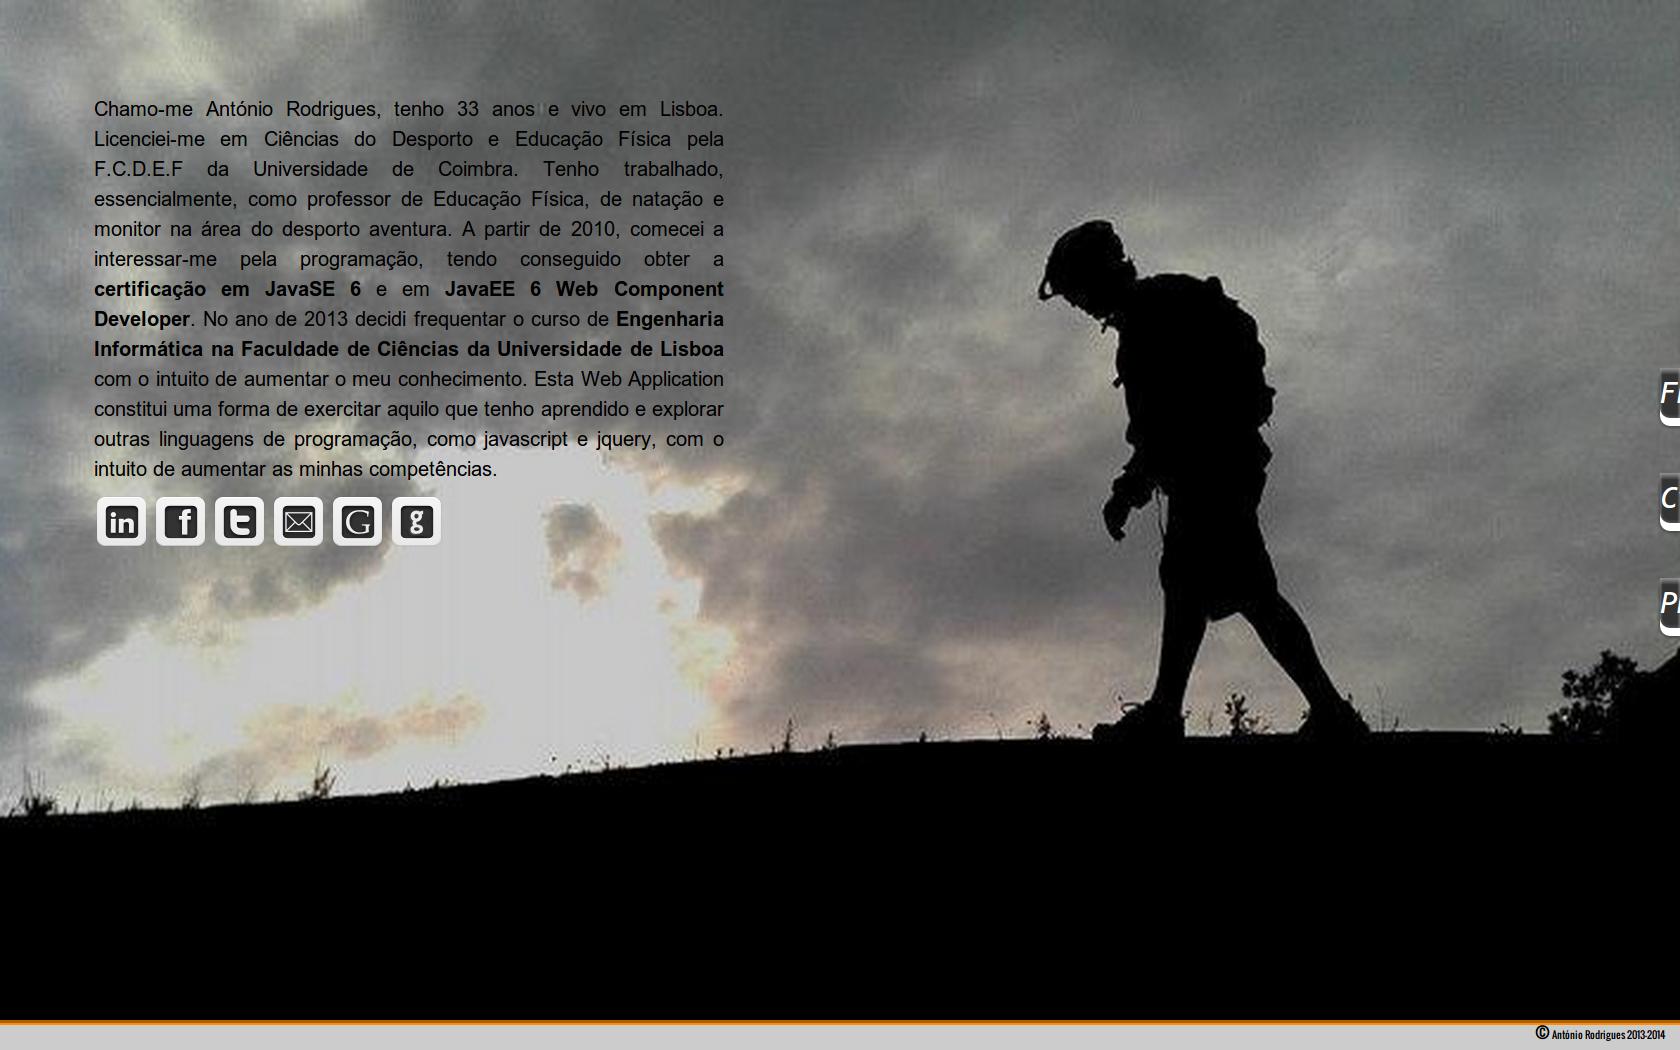 Chamo-me António Rodrigues, tenho 33 anos e vivo em Lisboa.
Licenciei-me em Ciências do Desporto e Educação Física pela
F.C.D.E.F da Universidade de Coimbra. Tenho trabalhado,
essencialmente, como professor de Educação Física, de natação e
monitor na área do desporto aventura. A partir de 2010, comecei a
interessar-me pela programação, tendo conseguido obter a
certificação em JavaSE 6 e em JavaEE 6 Web Component
Developer. No ano de 2013 decidi frequentar o curso de Engenharia
Informática na Faculdade de Ciências da Universidade de Lisboa
com o intuito de aumentar o meu conhecimento. Esta Web Application
constitui uma forma de exercitar aquilo que tenho aprendido e explorar
outras linguagens de programação, como javascript e jquery, com o
intuito de aumentar as minhas competências.
in f t G g
C
© António Rodrigues 2013-2014